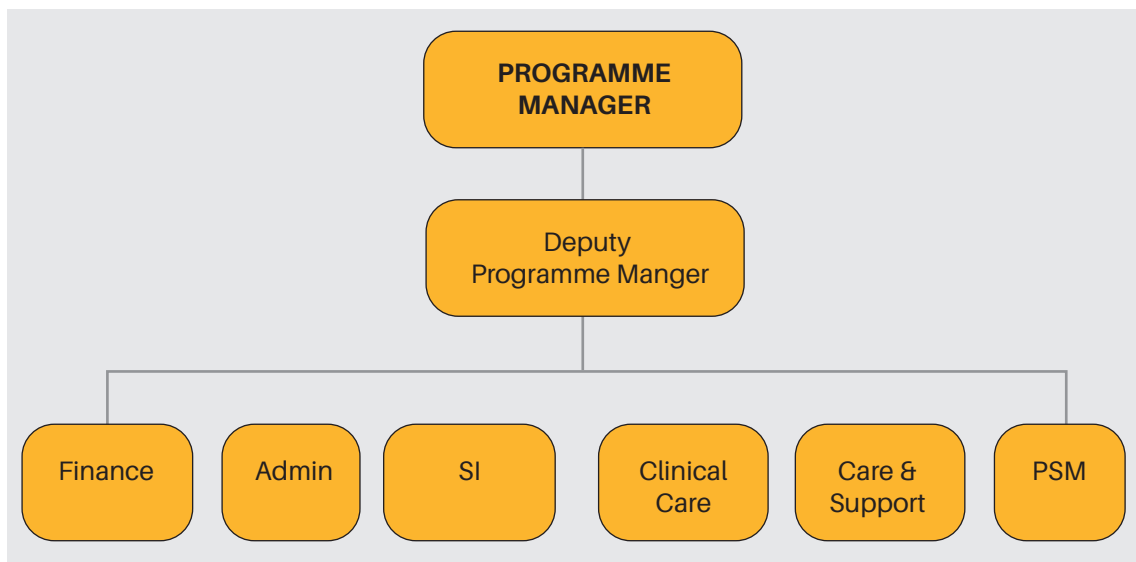 PROGRAMME
MANAGER
Deputy
Programme Manger
Finance
Admin
SI
Clinical
Care
Care &
Support
PSM